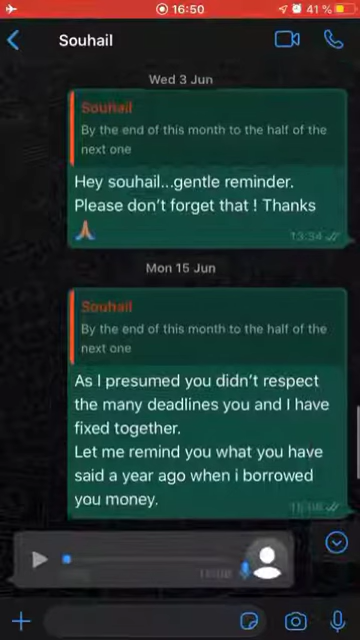 16:50
41 %
Souhail
Wed 3 Jun
Souhail
By the end of this month to the half of the
next one
Hey souhail...gentle reminder.
Please don't forget that ! Thanks
🙏🏽
13:34
Mon 15 Jun
Souhail
By the end of this month to the half of the
next one
As I presumed you didn't respect
the many deadlines you and I have
fixed together.
Let me remind you what you have
said a year ago when i borrowed
you money.